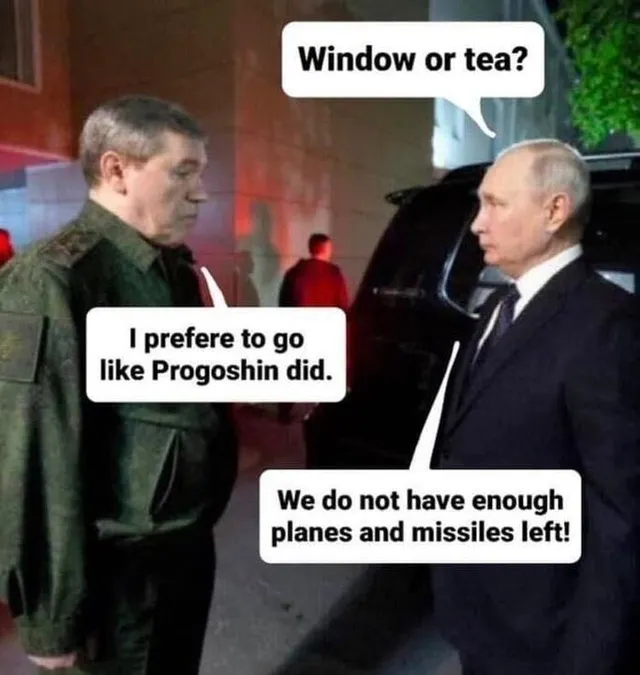 Window or tea?
I prefere to go
like Progoshin did.
We do not have enough
planes and missiles left!